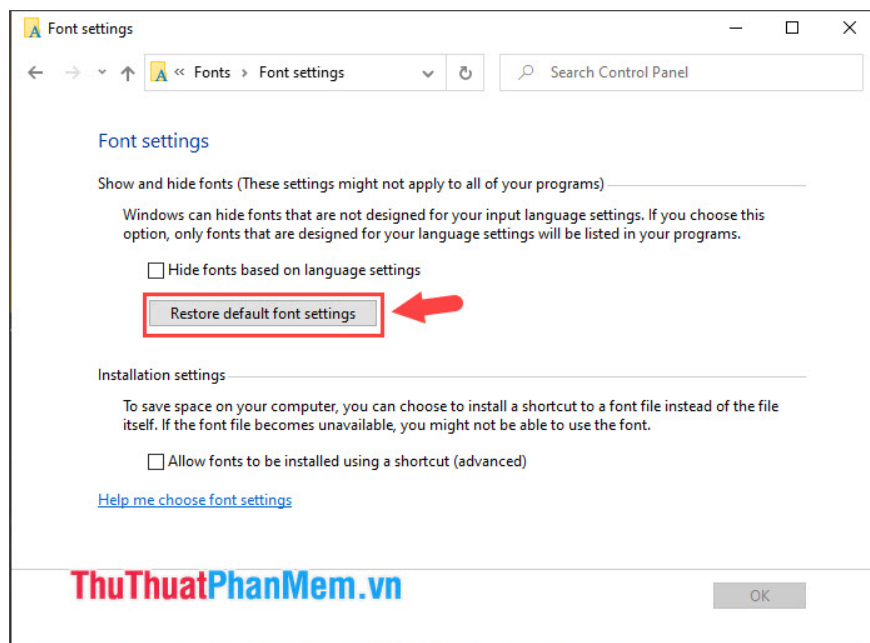 Font settings
« Fonts > Font settings
Search Control Panel
Font settings
Show and hide fonts (These settings might not apply to all of your programs)
Windows can hide fonts that are not designed for your input language settings. If you choose this
option, only fonts that are designed for your language settings will be listed in your programs.
Hide fonts based on language settings
Restore default font settings
Installation settings
To save space on your computer, you can choose to install a shortcut to a font file instead of the file
itself. If the font file becomes unavailable, you might not be able to use the font.
Allow fonts to be installed using a shortcut (advanced)
Help me choose font settings
ThuThuatPhanMem.vn
OK